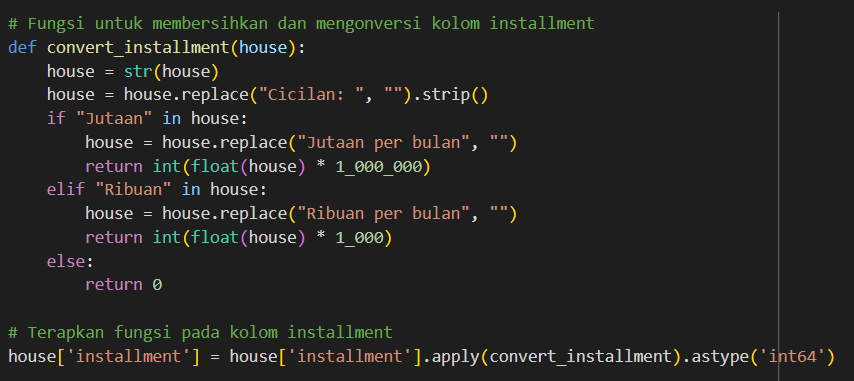 # Fungsi untuk membersihkan dan mengonversi kolom installment
def convert_installment(house):
    house = str(house)
    house = house.replace("Cicilan: ", "").strip()
    if "Jutaan" in house:
        house = house.replace("Jutaan per bulan", "")
        return int(float(house) * 1_000_000)
    elif "Ribuan" in house:
        house = house.replace("Ribuan per bulan", "")
        return int(float(house) * 1_000)
    else:
        return 0

# Terapkan fungsi pada kolom installment
house['installment'] = house['installment'].apply(convert_installment).astype('int64')